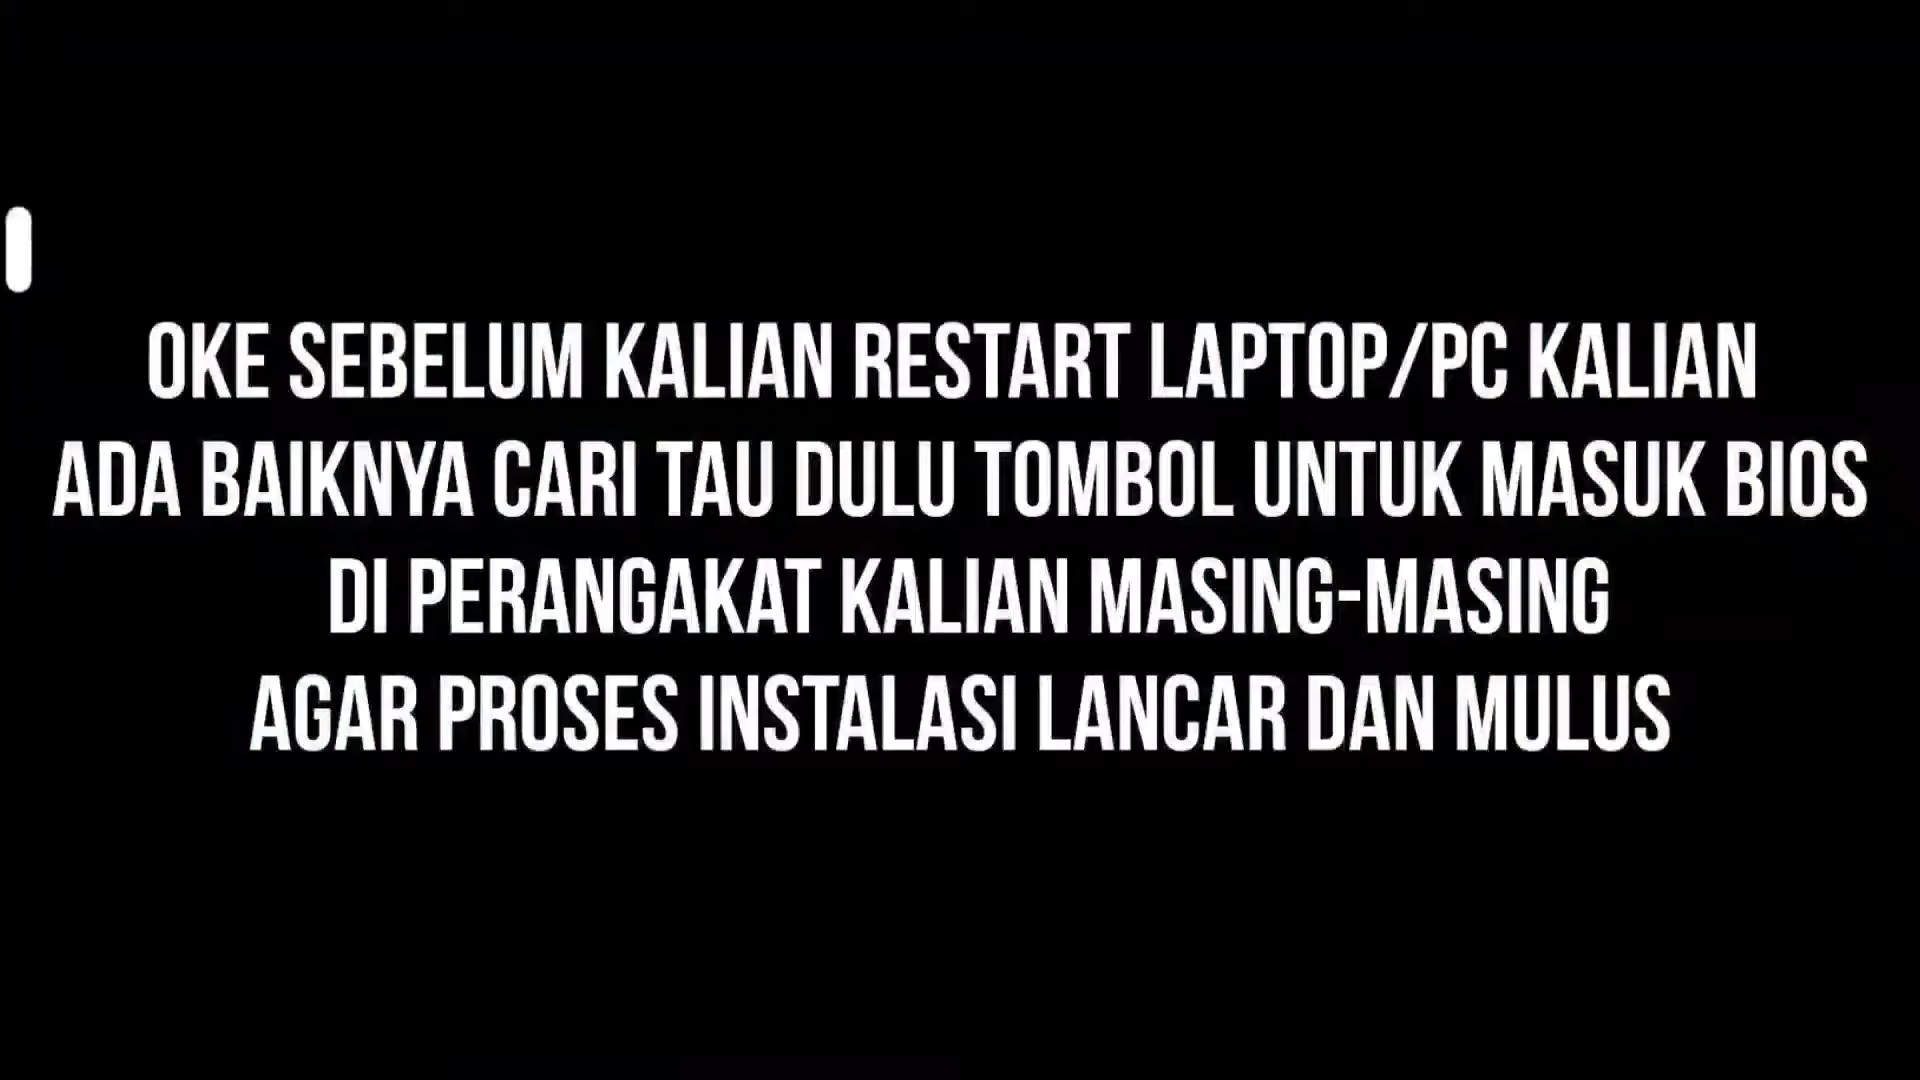 OKE SEBELUM KALIAN RESTART LAPTOP/PC KALIAN
ADA BAIKNYA CARI TAU DULU TOMBOL UNTUK MASUK BIOS
DI PERANGAKAT KALIAN MASING-MASING
AGAR PROSES INSTALASI LANCAR DAN MULUS